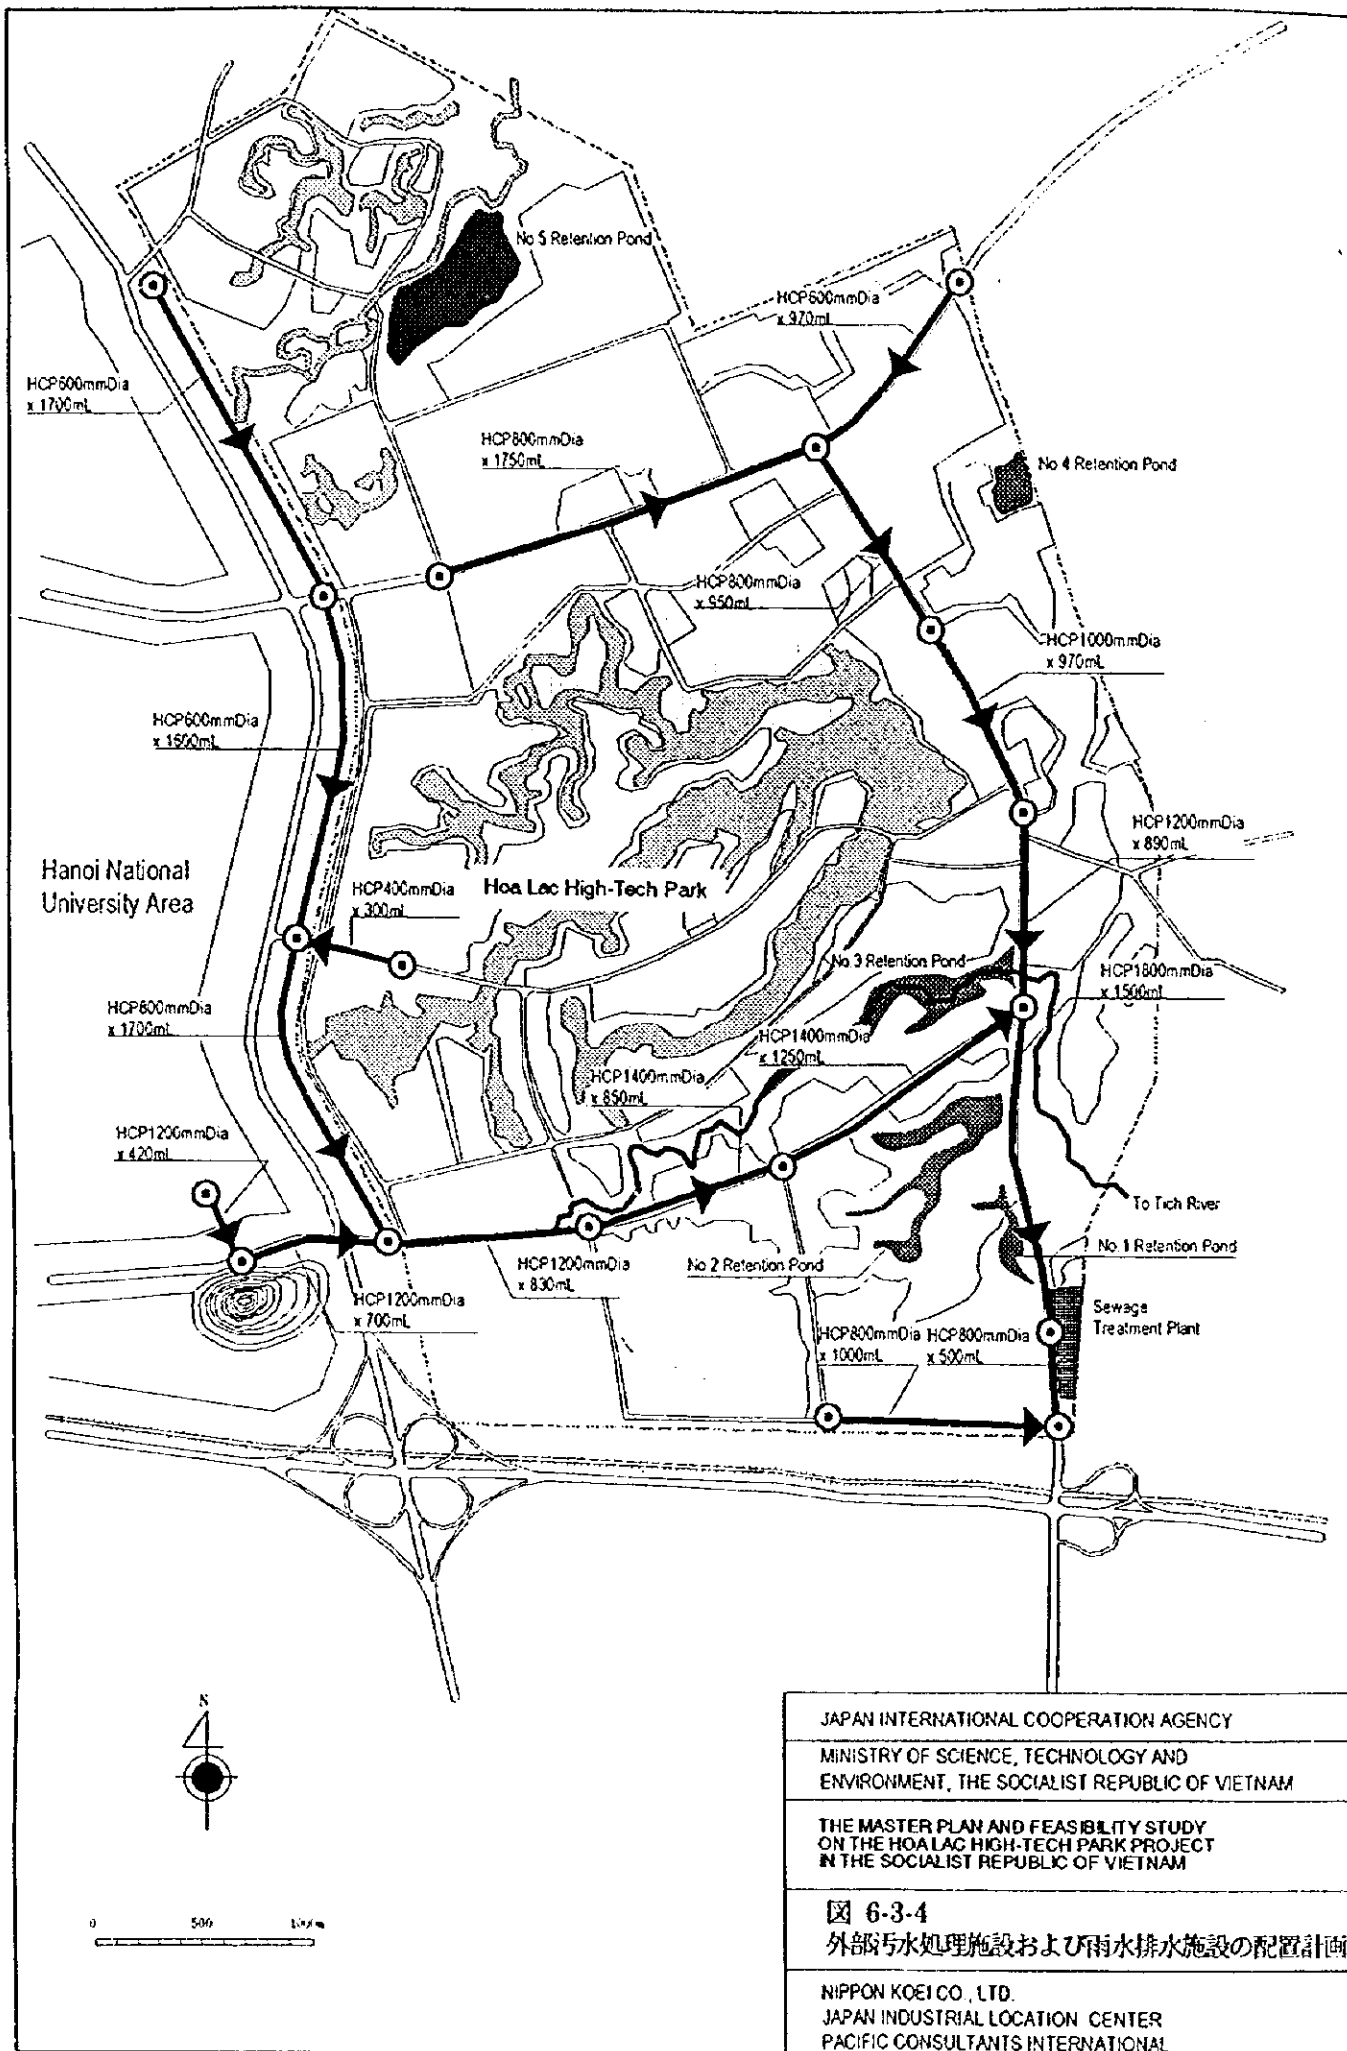 No 5 Retention Pond
HCP600mmDia
x 970mL
HCP600mmDia
x 1700mL
HCP800mmDia
x 1750mL
No 4 Retention Pond
HCP800mmDia
x 950mL
HCP1000mmDia
x 970mL
HCP600mmDia
x 1600mL
HCP1200mmDia
x 890mL
Hanoi National
University Area
HCP400mmDia
x 300mL
Hoa Lac High-Tech Park
No 3 Retention Pond
HCP1800mmDia
x 1500mL
HCP800mmDia
x 1700mL
HCP1400mmDia
x 1250mL
HCP1400mmDia
x 850mL
HCP1200mmDia
x 420mL
To Tich River
No. 1 Retention Pond
HCP1200mmDia
x 830mL
No 2 Retention Pond
HCP1200mmDia
x 700mL
Sewage
Treatment Plant
HCP800mmDia
x 1000mL
HCP800mmDia
x 500mL
N
0 500 1000m
JAPAN INTERNATIONAL COOPERATION AGENCY
MINISTRY OF SCIENCE, TECHNOLOGY AND
ENVIRONMENT, THE SOCIALIST REPUBLIC OF VIETNAM
THE MASTER PLAN AND FEASIBILITY STUDY
ON THE HOA LAC HIGH-TECH PARK PROJECT
IN THE SOCIALIST REPUBLIC OF VIETNAM
図 6-3-4
外部汚水処理施設および雨水排水施設の配置計画
NIPPON KOEI CO., LTD.
JAPAN INDUSTRIAL LOCATION CENTER
PACIFIC CONSULTANTS INTERNATIONAL